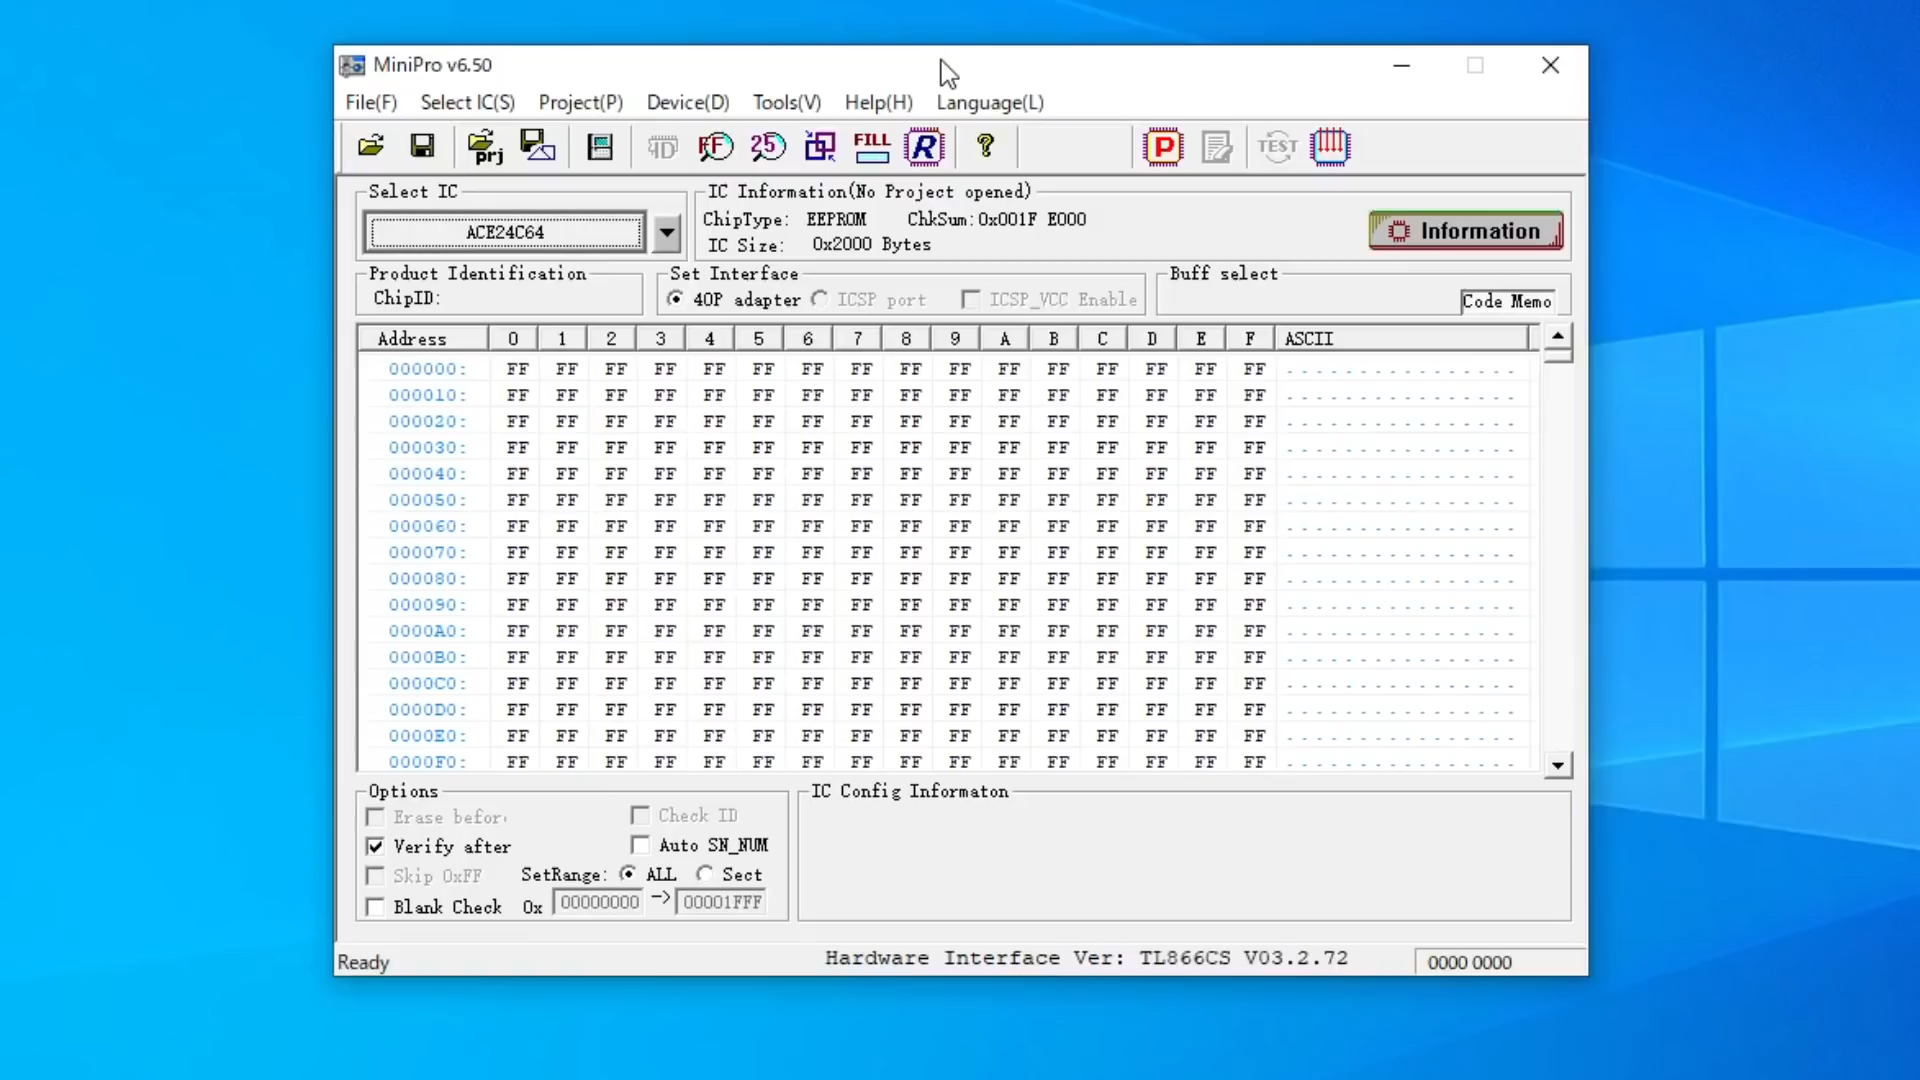 MiniPro v6.50
File(F) Select IC(S) Project(P) Device(D) Tools(V) Help(H) Language(L)
prj ID FF 25 FILL R ? P TEST
Select IC
ACE24C64
IC Information(No Project opened)
ChipType: EEPROM ChkSum:0x001F E000
IC Size: 0x2000 Bytes
Information
Product Identification
ChipID:
Set Interface
40P adapter ICSP port ICSP_VCC Enable
Buff select
Code Memo
Address 0 1 2 3 4 5 6 7 8 9 A B C D E F ASCII
000000: FF FF FF FF FF FF FF FF FF FF FF FF FF FF FF FF ................
000010: FF FF FF FF FF FF FF FF FF FF FF FF FF FF FF FF ................
000020: FF FF FF FF FF FF FF FF FF FF FF FF FF FF FF FF ................
000030: FF FF FF FF FF FF FF FF FF FF FF FF FF FF FF FF ................
000040: FF FF FF FF FF FF FF FF FF FF FF FF FF FF FF FF ................
000050: FF FF FF FF FF FF FF FF FF FF FF FF FF FF FF FF ................
000060: FF FF FF FF FF FF FF FF FF FF FF FF FF FF FF FF ................
000070: FF FF FF FF FF FF FF FF FF FF FF FF FF FF FF FF ................
000080: FF FF FF FF FF FF FF FF FF FF FF FF FF FF FF FF ................
000090: FF FF FF FF FF FF FF FF FF FF FF FF FF FF FF FF ................
0000A0: FF FF FF FF FF FF FF FF FF FF FF FF FF FF FF FF ................
0000B0: FF FF FF FF FF FF FF FF FF FF FF FF FF FF FF FF ................
0000C0: FF FF FF FF FF FF FF FF FF FF FF FF FF FF FF FF ................
0000D0: FF FF FF FF FF FF FF FF FF FF FF FF FF FF FF FF ................
0000E0: FF FF FF FF FF FF FF FF FF FF FF FF FF FF FF FF ................
0000F0: FF FF FF FF FF FF FF FF FF FF FF FF FF FF FF FF ................
Options
Erase befor
Check ID
Verify after
Auto SN_NUM
Skip 0xFF
SetRange: ALL Sect
Blank Check 0x 00000000 -> 00001FFF
IC Config Informaton
Ready
Hardware Interface Ver: TL866CS V03.2.72
0000 0000